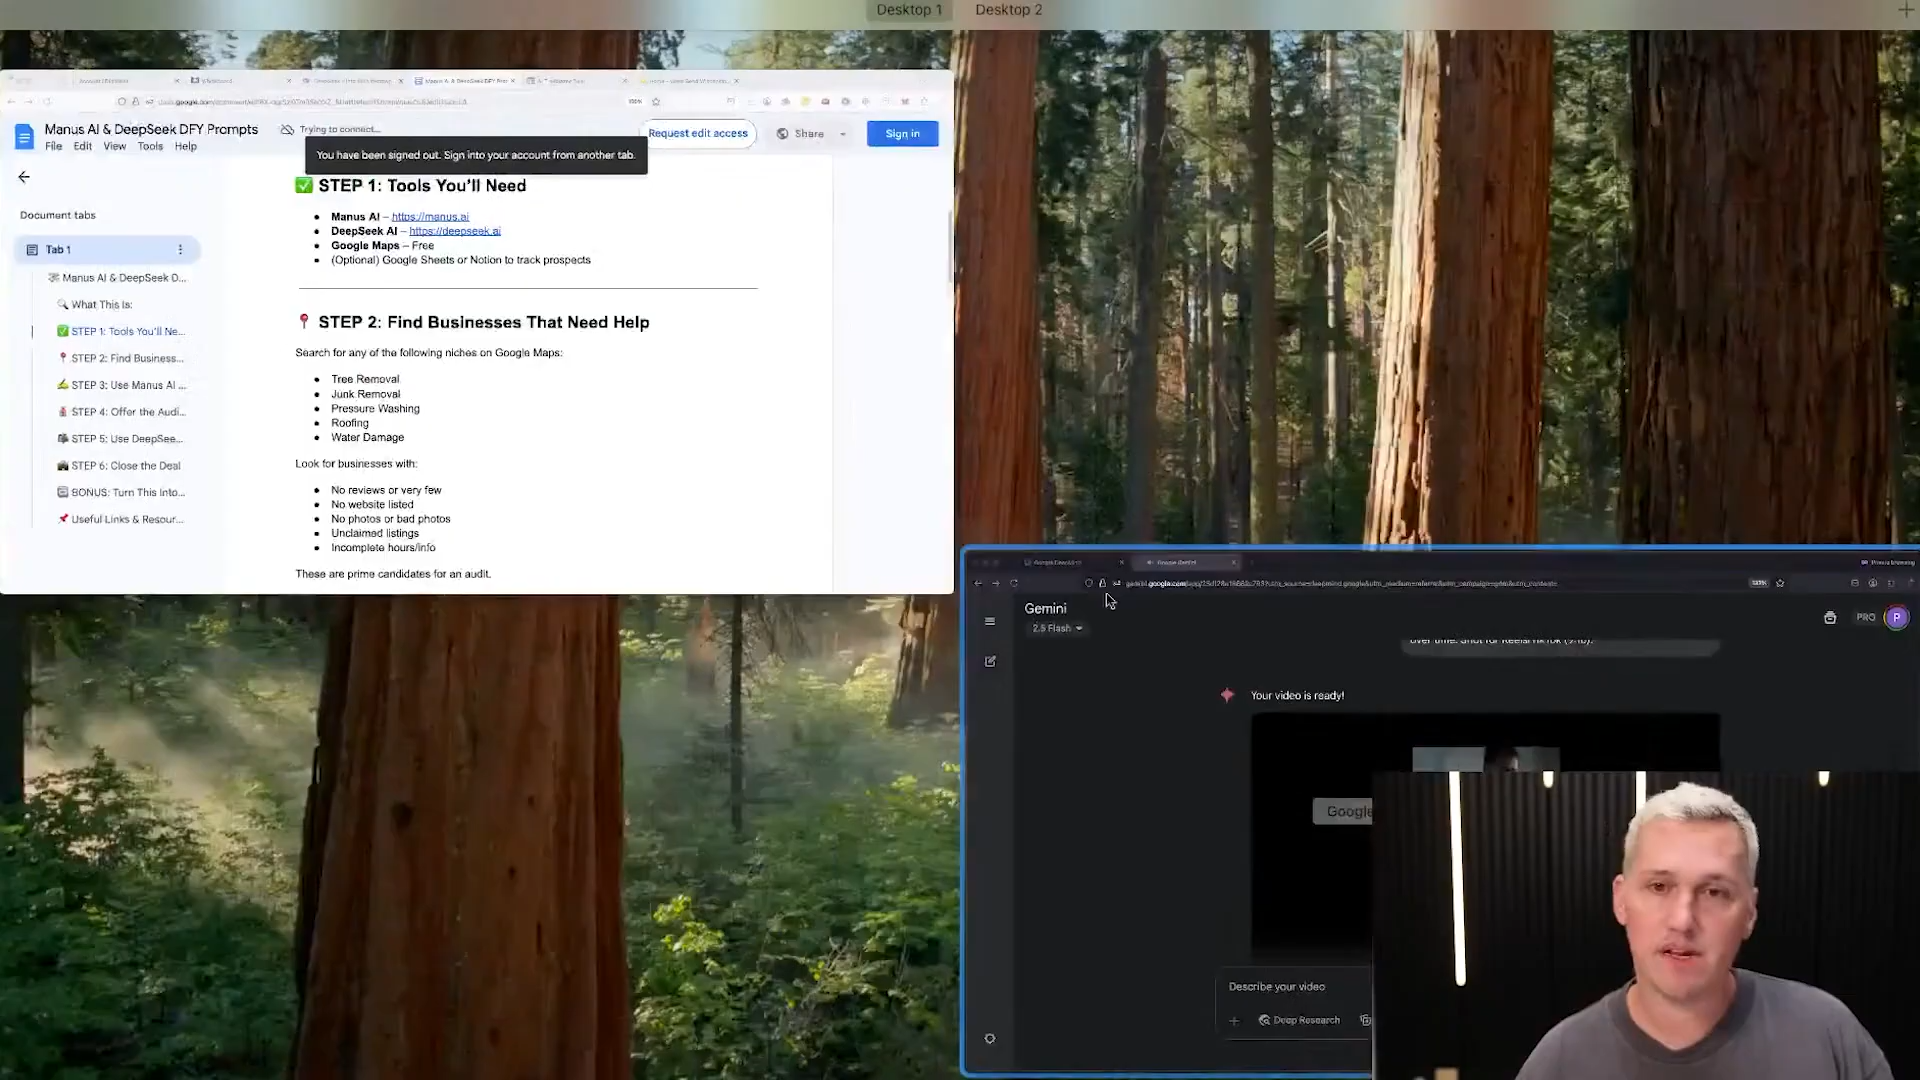 Desktop 1
Desktop 2
Manus AI & DeepSeek DFY Prompts
Trying to connect...
Request edit access
Share
Sign in
File Edit View Tools Help
You have been signed out. Sign into your account from another tab.
Document tabs
Tab 1
Manus AI & DeepSeek D...
What This Is:
STEP 1: Tools You'll Ne...
STEP 2: Find Business...
STEP 3: Use Manus AI ...
STEP 4: Offer the Audi...
STEP 5: Use DeepSee...
STEP 6: Close the Deal
BONUS: Turn This Into...
Useful Links & Resour...
✅ STEP 1: Tools You'll Need
Manus AI – https://manus.ai
DeepSeek AI – https://deepseek.ai
Google Maps – Free
(Optional) Google Sheets or Notion to track prospects
📍 STEP 2: Find Businesses That Need Help
Search for any of the following niches on Google Maps:
Tree Removal
Junk Removal
Pressure Washing
Roofing
Water Damage
Look for businesses with:
No reviews or very few
No website listed
No photos or bad photos
Unclaimed listings
Incomplete hours/info
These are prime candidates for an audit.
Gemini
2.5 Flash
PRO
P
Your video is ready!
Google
Describe your video
Deep Research